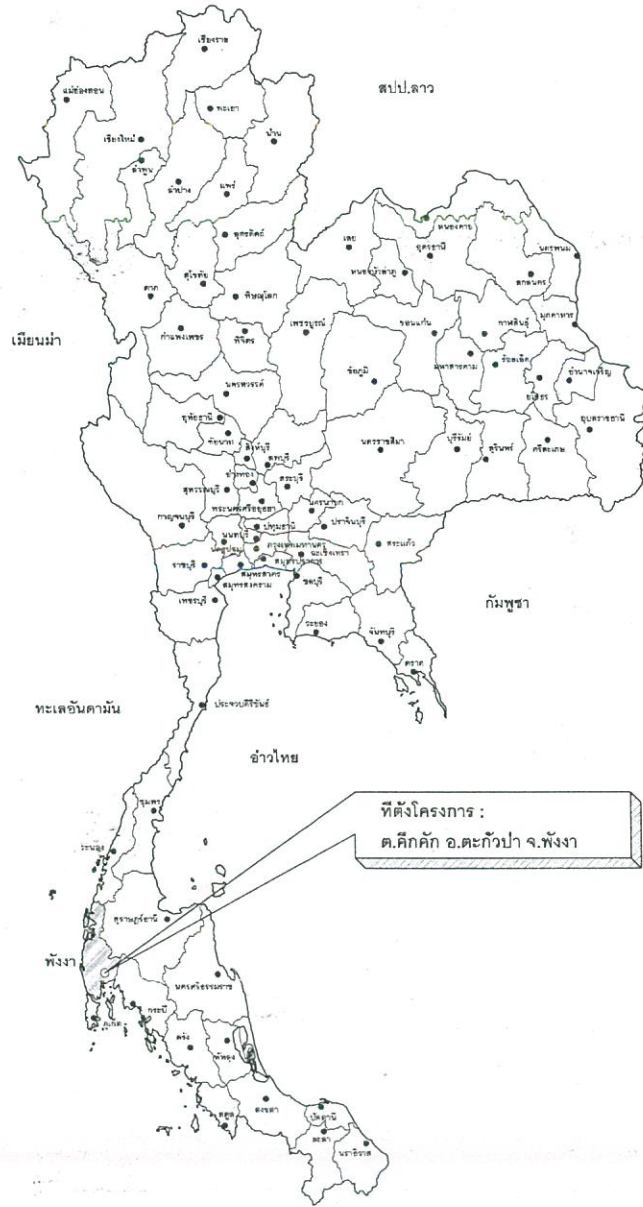 เชียงราย
สปป.ลาว
แม่ฮ่องสอน
พะเยา
เชียงใหม่
น่าน
ลำพูน
ลำปาง
แพร่
อุตรดิตถ์
เลย
หนองคาย
อุดรธานี
นครพนม
หนองบัวลำภู
สกลนคร
สุโขทัย
ตาก
พิษณุโลก
มุกดาหาร
เมียนม่า
กำแพงเพชร
พิจิตร
เพชรบูรณ์
ขอนแก่น
กาฬสินธุ์
มหาสารคาม
ร้อยเอ็ด
ชัยภูมิ
อำนาจเจริญ
ยโสธร
นครสวรรค์
อุทัยธานี
อุบลราชธานี
ชัยนาท
สิงห์บุรี
ลพบุรี
นครราชสีมา
บุรีรัมย์
สุรินทร์
ศรีสะเกษ
อ่างทอง
สระบุรี
สุพรรณบุรี
พระนครศรีอยุธยา
นครนายก
กาญจนบุรี
ปทุมธานี
ปราจีนบุรี
นนทบุรี
กรุงเทพมหานคร
สระแก้ว
นครปฐม
ฉะเชิงเทรา
ราชบุรี
สมุทรปราการ
สมุทรสาคร
สมุทรสงคราม
ชลบุรี
เพชรบุรี
กัมพูชา
ระยอง
จันทบุรี
ตราด
ทะเลอันดามัน
ประจวบคีรีขันธ์
อ่าวไทย
ชุมพร
ที่ตั้งโครงการ :
ต.คึกคัก อ.ตะกั่วป่า จ.พังงา
ระนอง
สุราษฎร์ธานี
พังงา
นครศรีธรรมราช
กระบี่
ภูเก็ต
ตรัง
พัทลุง
สงขลา
สตูล
ปัตตานี
ยะลา
นราธิวาส